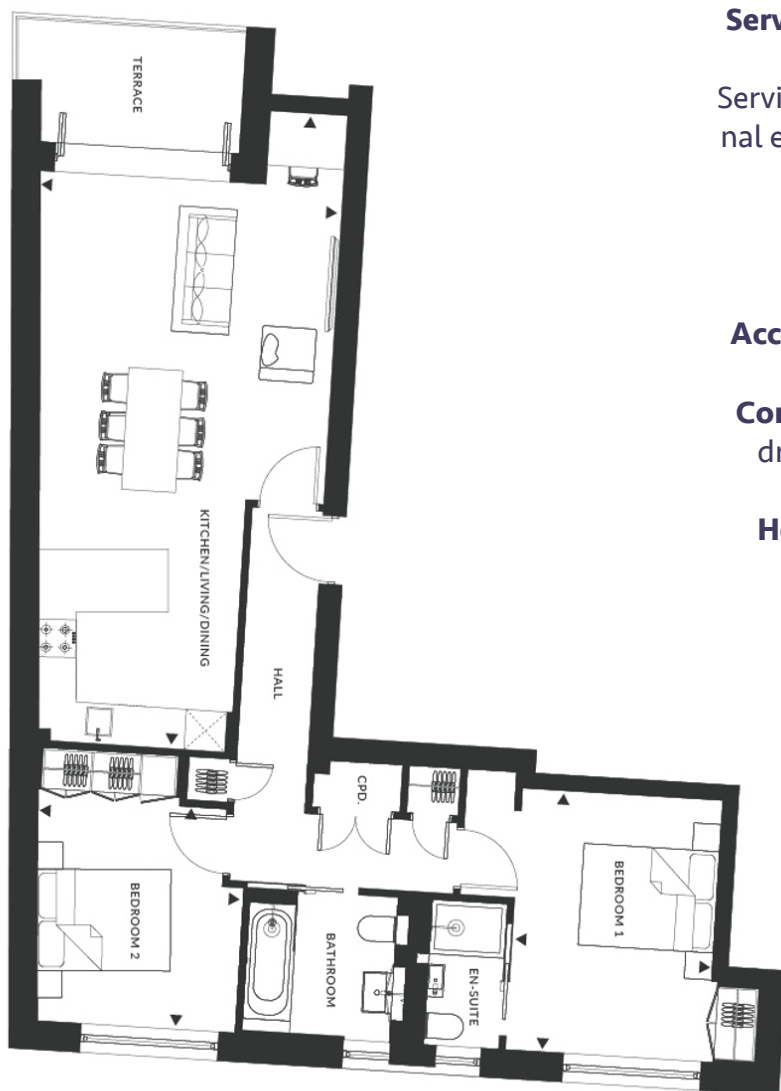 Serv
Servi
nal e
Acc
Cor
dr
H
TERRACE
KITCHEN/LIVING/DINING
HALL
CPD.
BEDROOM 1
BEDROOM 2
BATHROOM
EN-SUITE